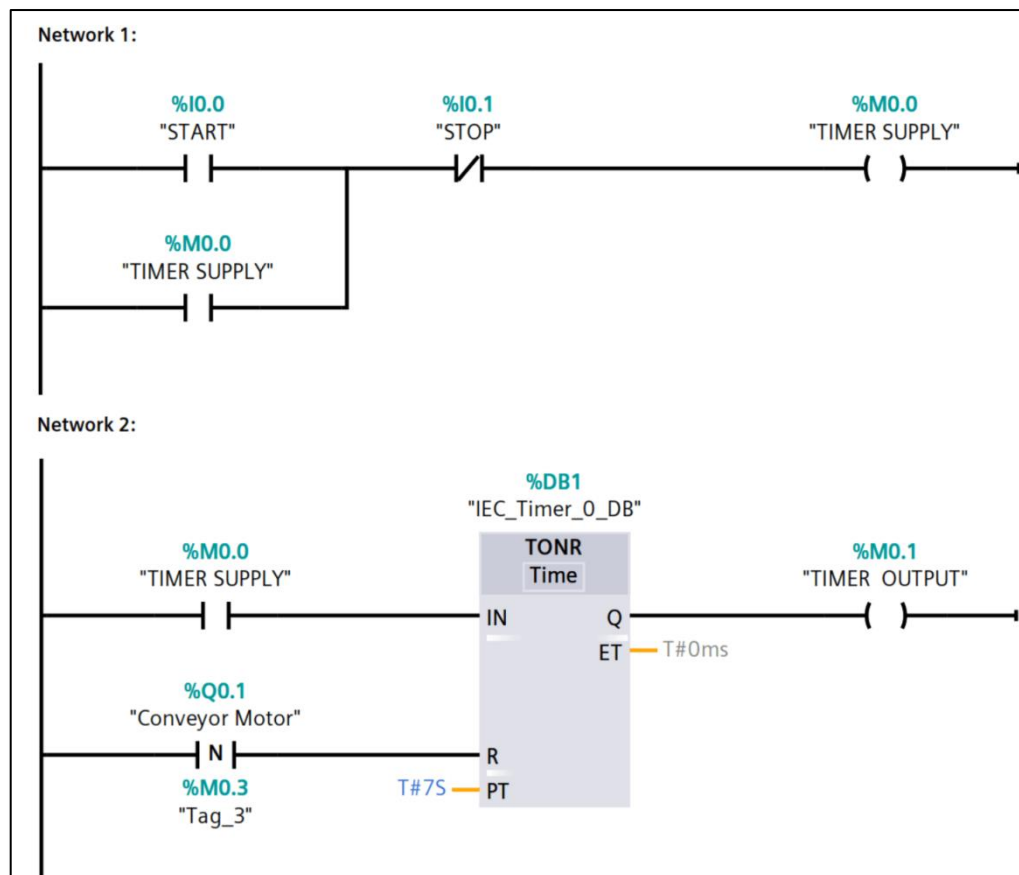 Network 1:
%I0.0
"START"
%I0.1
"STOP"
%M0.0
"TIMER SUPPLY"
%M0.0
"TIMER SUPPLY"
Network 2:
%DB1
"IEC_Timer_0_DB"
TONR
Time
%M0.0
"TIMER SUPPLY"
IN
Q
%M0.1
"TIMER OUTPUT"
ET
T#0ms
%Q0.1
"Conveyor Motor"
N
R
%M0.3
"Tag_3"
T#7S
PT